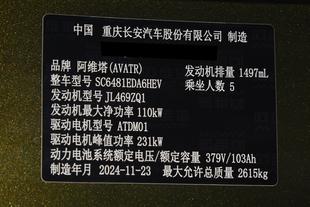 中国 重庆长安汽车股份有限公司 制造
品牌 阿维塔(AVATR) 发动机排量 1497mL
整车型号 SC6481EDA6HEV 乘坐人数 5
发动机型号 JL469ZQ1
发动机最大净功率 110kW
驱动电机型号 ATDM01
驱动电机峰值功率 231kW
动力电池系统额定电压/额定容量 379V/103Ah
制造年月 2024-11-23 最大允许总质量 2615kg